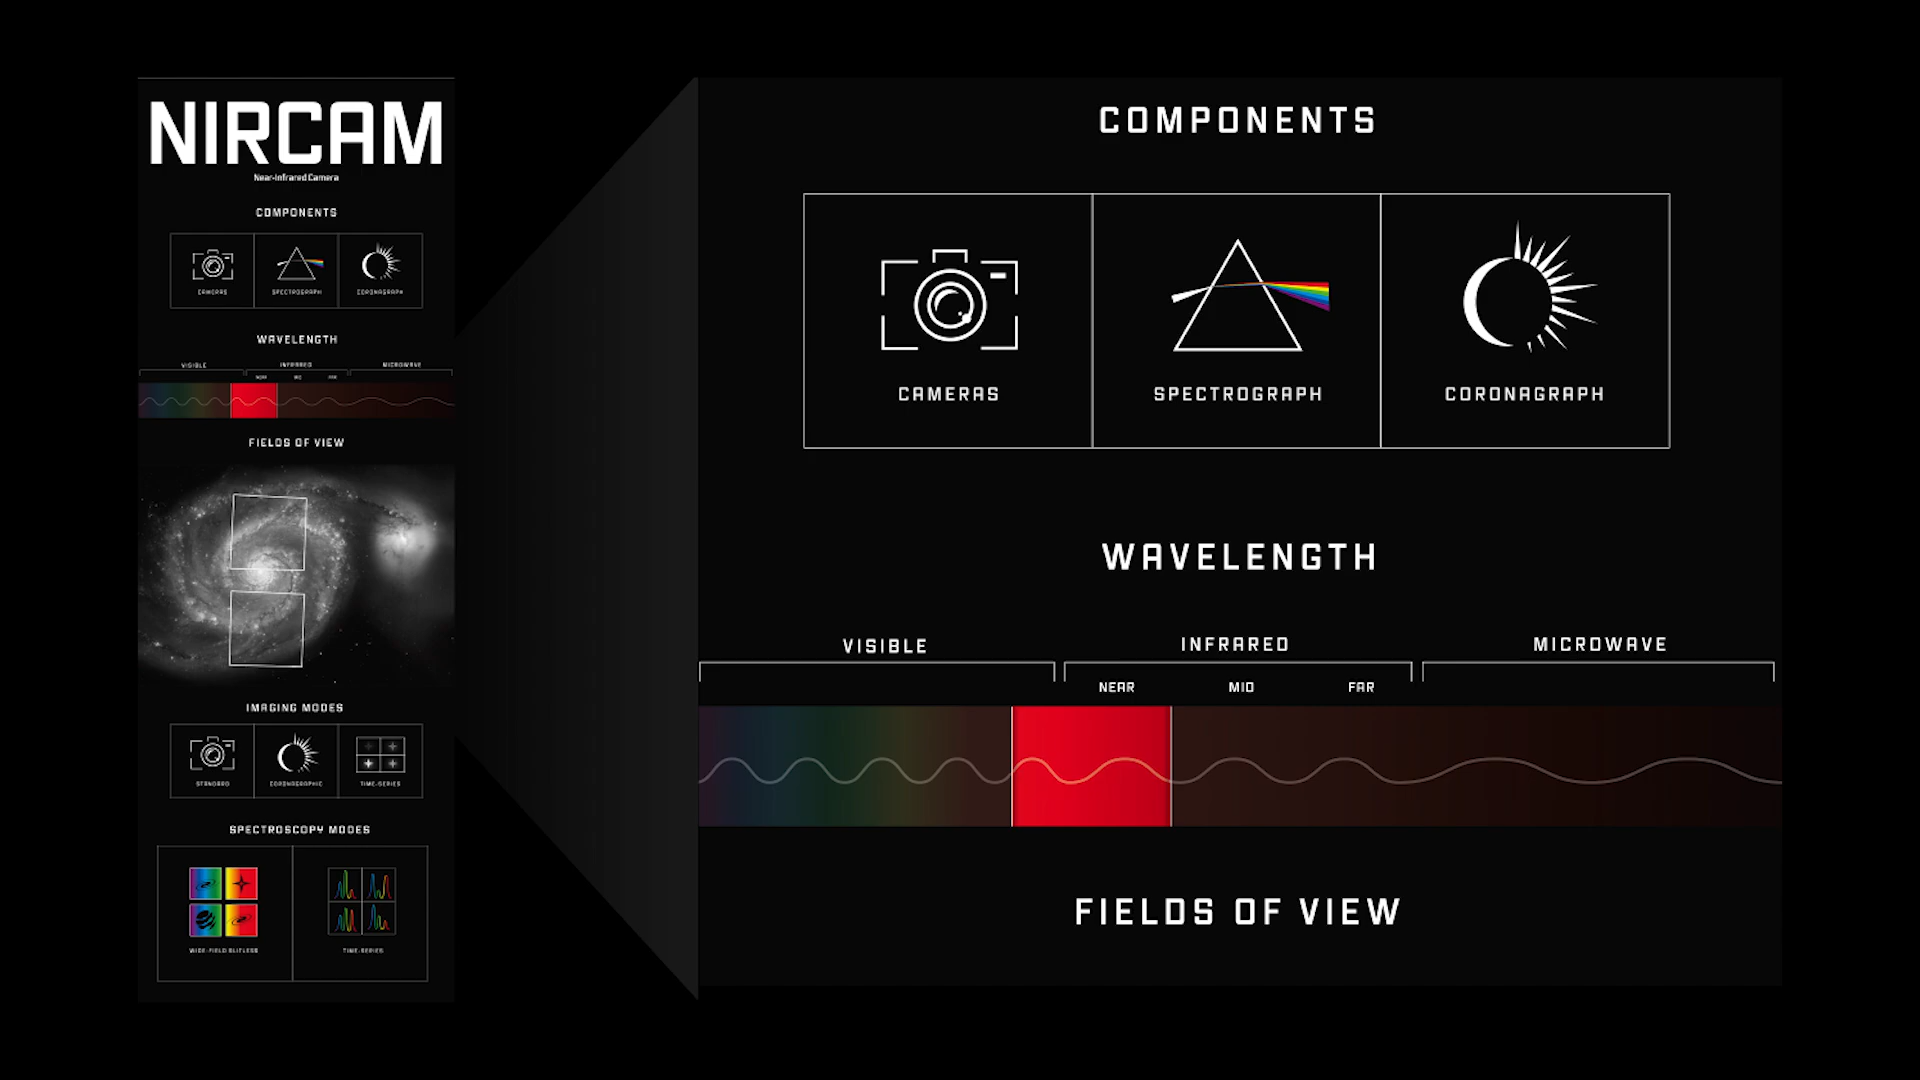 NIRCAM
Near-Infrared Camera
COMPONENTS
CAMERAS SPECTROGRAPH CORONAGRAPH
WAVELENGTH
VISIBLE INFRARED MICROWAVE
NEAR MID FAR
FIELDS OF VIEW
IMAGING MODES
STANDARD CORONAGRAPHIC TIME-SERIES
SPECTROSCOPY MODES
WIDE-FIELD SLITLESS TIME-SERIES
COMPONENTS
CAMERAS SPECTROGRAPH CORONAGRAPH
WAVELENGTH
VISIBLE INFRARED MICROWAVE
NEAR MID FAR
FIELDS OF VIEW